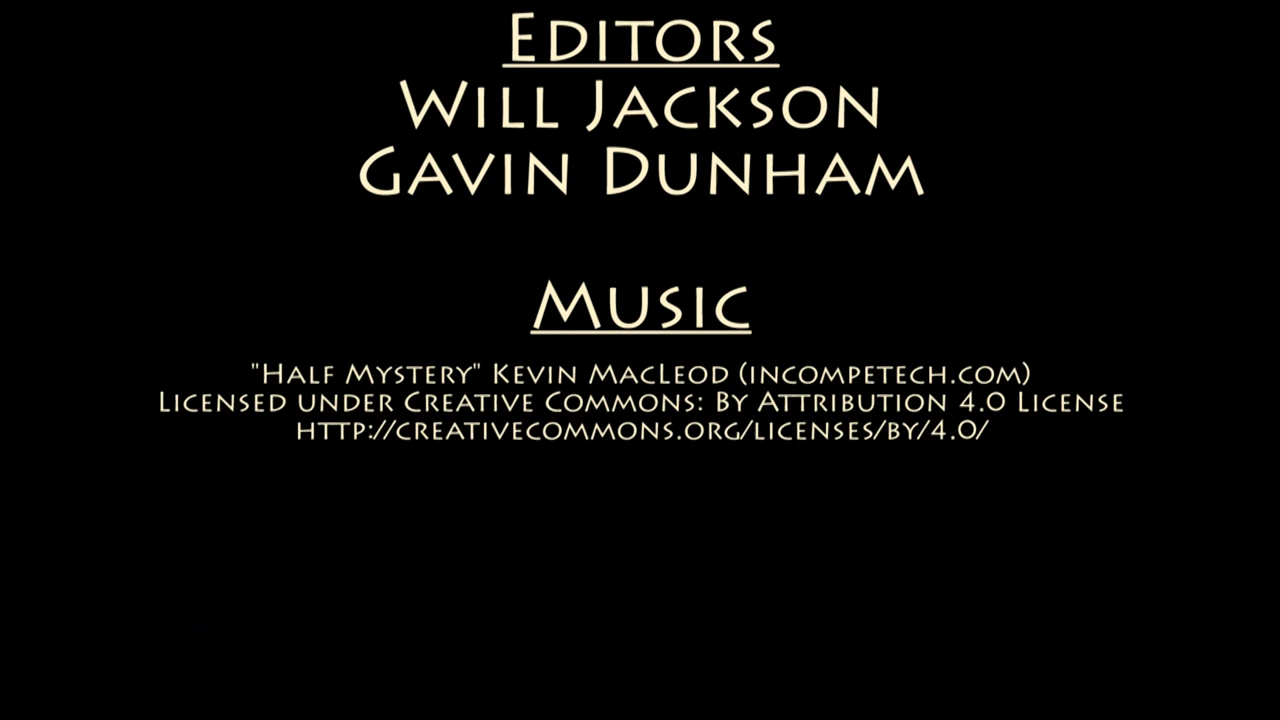 Editors
Will Jackson
Gavin Dunham
Music
"Half Mystery" Kevin MacLeod (incompetech.com)
Licensed under Creative Commons: By Attribution 4.0 License
http://creativecommons.org/licenses/by/4.0/